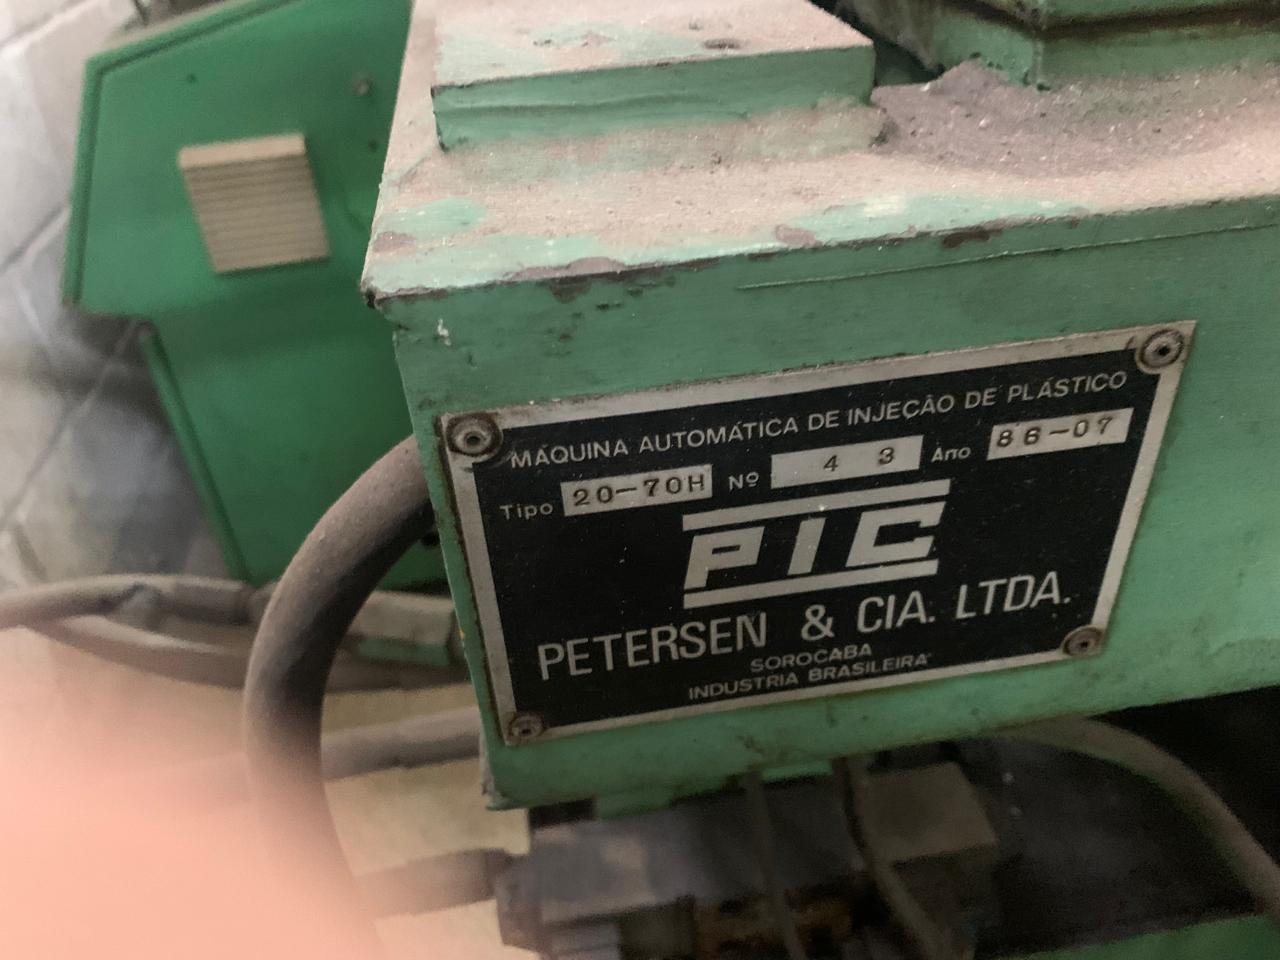 MÁQUINA AUTOMÁTICA DE INJEÇÃO DE PLÁSTICO
Tipo 20-70H Nº 4 3 Ano 86-07
PIC
PETERSEN & CIA. LTDA.
SOROCABA
INDUSTRIA BRASILEIRA